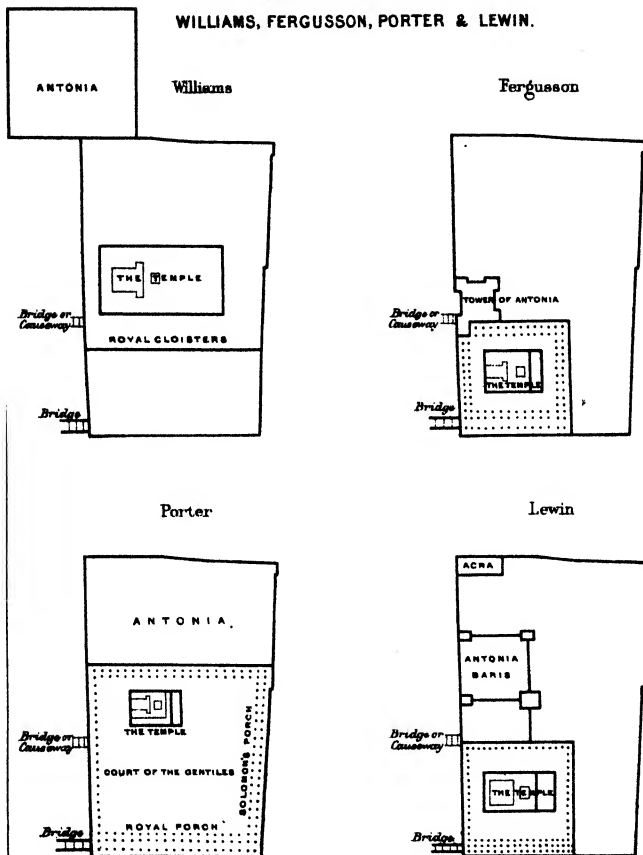 WILLIAMS, FERGUSSON, PORTER & LEWIN.
Williams
ANTONIA
THE TEMPLE
Bridge or
Causeway
ROYAL CLOISTERS
Bridge
Fergusson
TOWER OF ANTONIA
Bridge or
Causeway
THE TEMPLE
Bridge
Porter
ANTONIA.
THE TEMPLE
SOLOMON'S PORCH
Bridge or
Causeway
COURT OF THE GENTILES
ROYAL PORCH
Bridge
Lewin
ACRA
ANTONIA
BARIS
Bridge or
Causeway
THE TEMPLE
Bridge